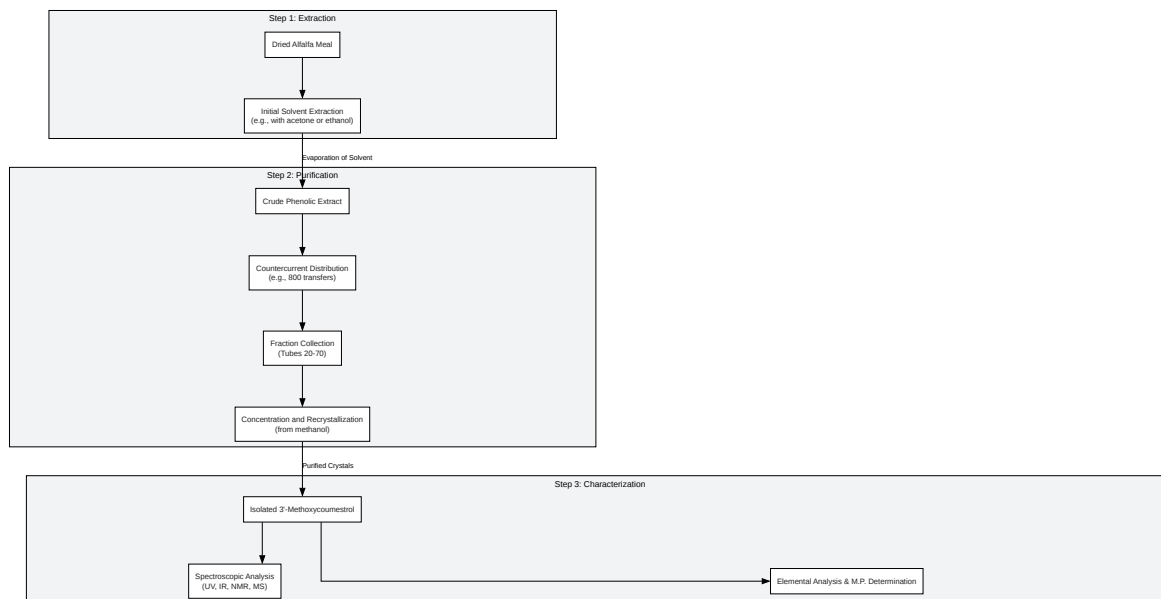 Step 1: Extraction
Dried Alfalfa Meal
Initial Solvent Extraction
(e.g., with acetone or ethanol)
Evaporation of Solvent
Step 2: Purification
Crude Phenolic Extract
Countercurrent Distribution
(e.g., 800 transfers)
Fraction Collection
(Tubes 20-70)
Concentration and Recrystallization
(from methanol)
Purified Crystals
Step 3: Characterization
Isolated 3'-Methoxycoumestrol
Spectroscopic Analysis
(UV, IR, NMR, MS)
Elemental Analysis & M.P. Determination